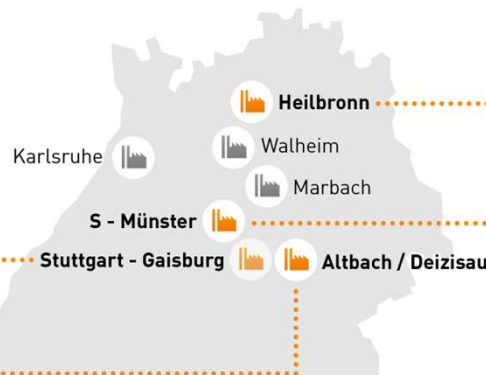 Heilbronn
Walheim
Karlsruhe
Marbach
S - Münster
Stuttgart - Gaisburg
Altbach / Deizisau